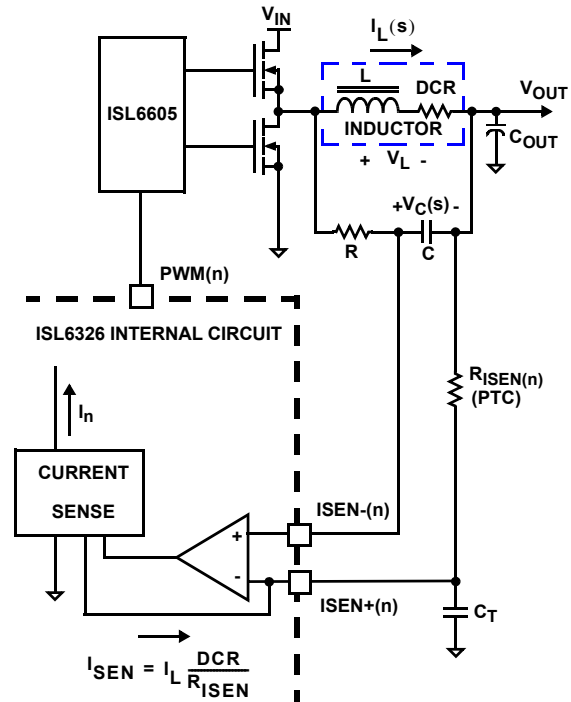 V_IN
I_L(s)
L
DCR
V_OUT
ISL6605
INDUCTOR
C_OUT
+ V_L -
+V_C(s)-
R
C
PWM(n)
ISL6326 INTERNAL CIRCUIT
R_ISEN(n)
(PTC)
I_n
CURRENT
SENSE
ISEN-(n)
+
-
ISEN+(n)
C_T
I_SEN = I_L DCR/R_ISEN